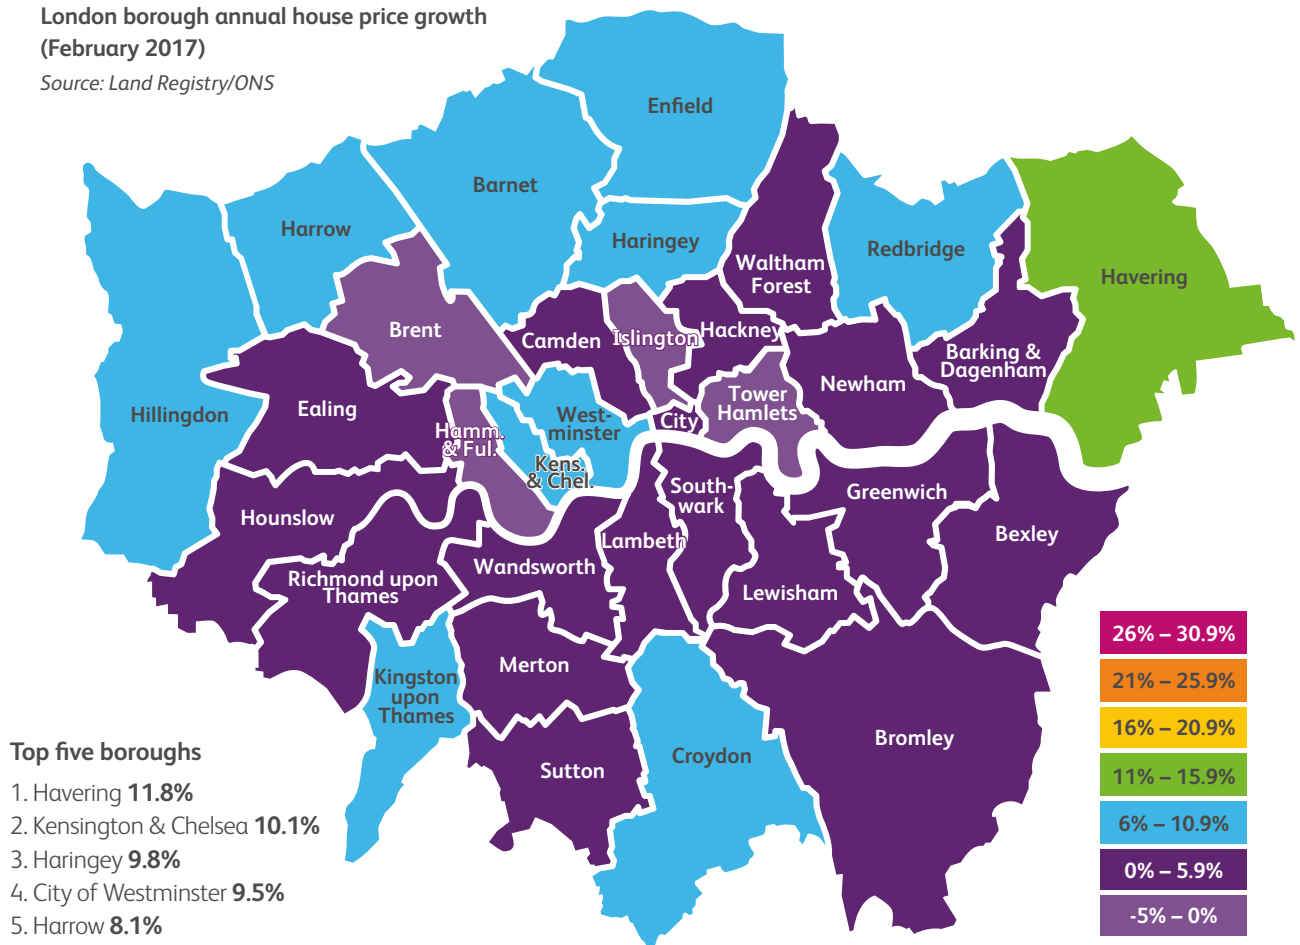 London borough annual house price growth
(February 2017)
Source: Land Registry/ONS
Enfield
Barnet
Harrow
Haringey
Redbridge
Waltham
Forest
Havering
Brent
Camden
Islington
Hackney
Barking &
Dagenham
Newham
Tower
Hamlets
Hillingdon
Ealing
West-
minster
City
Hamm.
& Ful.
Kens.
& Chel.
South-
wark
Greenwich
Hounslow
Bexley
Lambeth
Wandsworth
Richmond upon
Thames
Lewisham
Merton
Kingston
upon
Thames
Bromley
Croydon
Sutton
26% – 30.9%
21% – 25.9%
16% – 20.9%
11% – 15.9%
6% – 10.9%
0% – 5.9%
-5% – 0%
Top five boroughs
1. Havering 11.8%
2. Kensington & Chelsea 10.1%
3. Haringey 9.8%
4. City of Westminster 9.5%
5. Harrow 8.1%